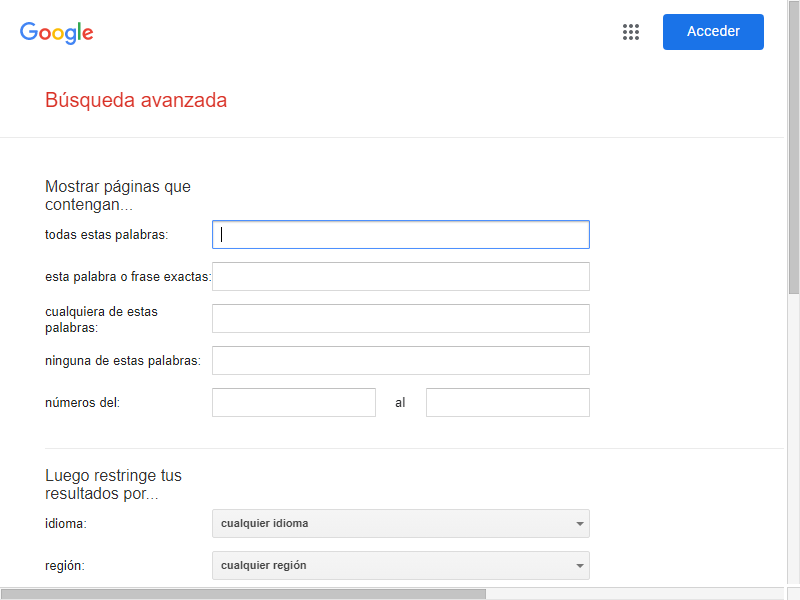 Google
Acceder
Búsqueda avanzada
Mostrar páginas que
contengan...
todas estas palabras:
esta palabra o frase exactas:
cualquiera de estas
palabras:
ninguna de estas palabras:
números del:
al
Luego restringe tus
resultados por...
idioma:
cualquier idioma
región:
cualquier región